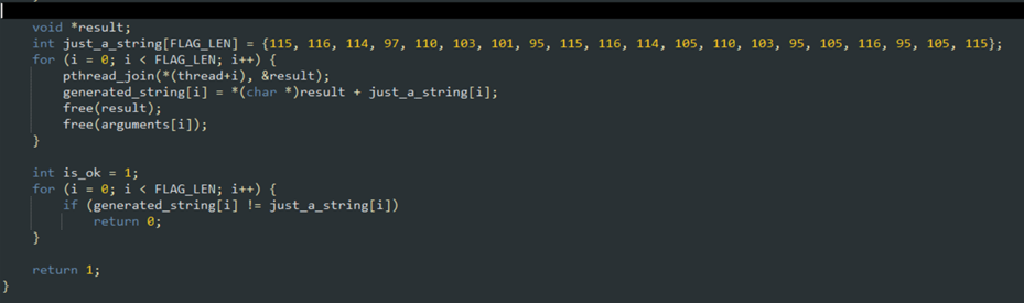 void *result;
int just_a_string[FLAG_LEN] = {115, 116, 114, 97, 110, 103, 101, 95, 115, 116, 114, 105, 110, 103, 95, 105, 116, 95, 105, 115};
for (i = 0; i < FLAG_LEN; i++) {
pthread_join(*(thread+i), &result);
generated_string[i] = *(char *)result + just_a_string[i];
free(result);
free(arguments[i]);
}
int is_ok = 1;
for (i = 0; i < FLAG_LEN; i++) {
if (generated_string[i] != just_a_string[i])
return 0;
}
return 1;
}